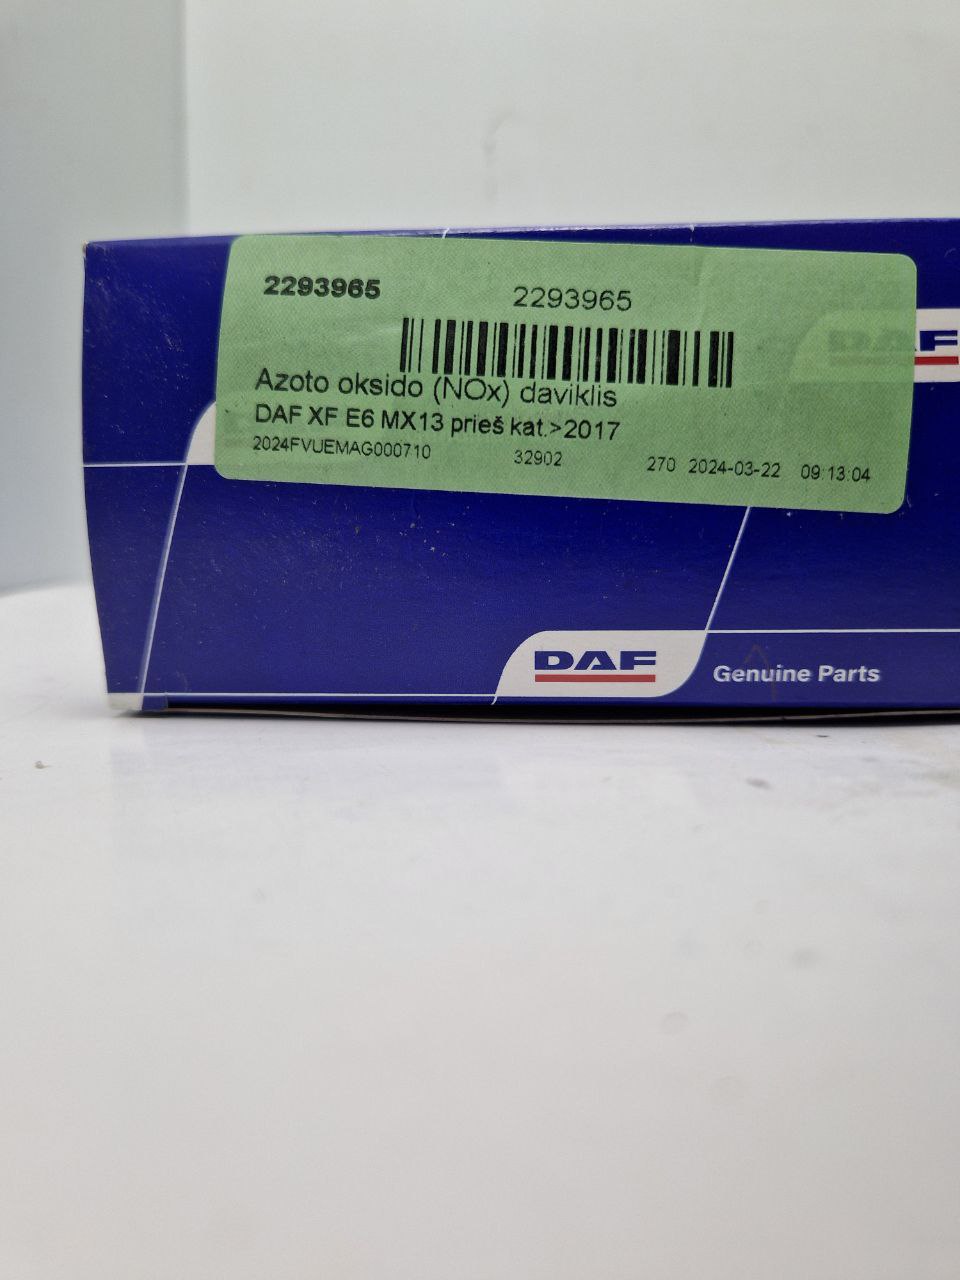 2293965 2293965
DAF
Azoto oksido (NOx) daviklis
DAF XF E6 MX13 prieš kat.>2017
2024FVUEMAG000710 32902 270 2024-03-22 09:13:04
DAF Genuine Parts